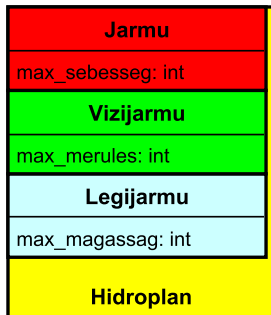 Jarmu
max_sebesseg: int
Vizijarmu
max_merules: int
Legijarmu
max_magassag: int
Hidroplan